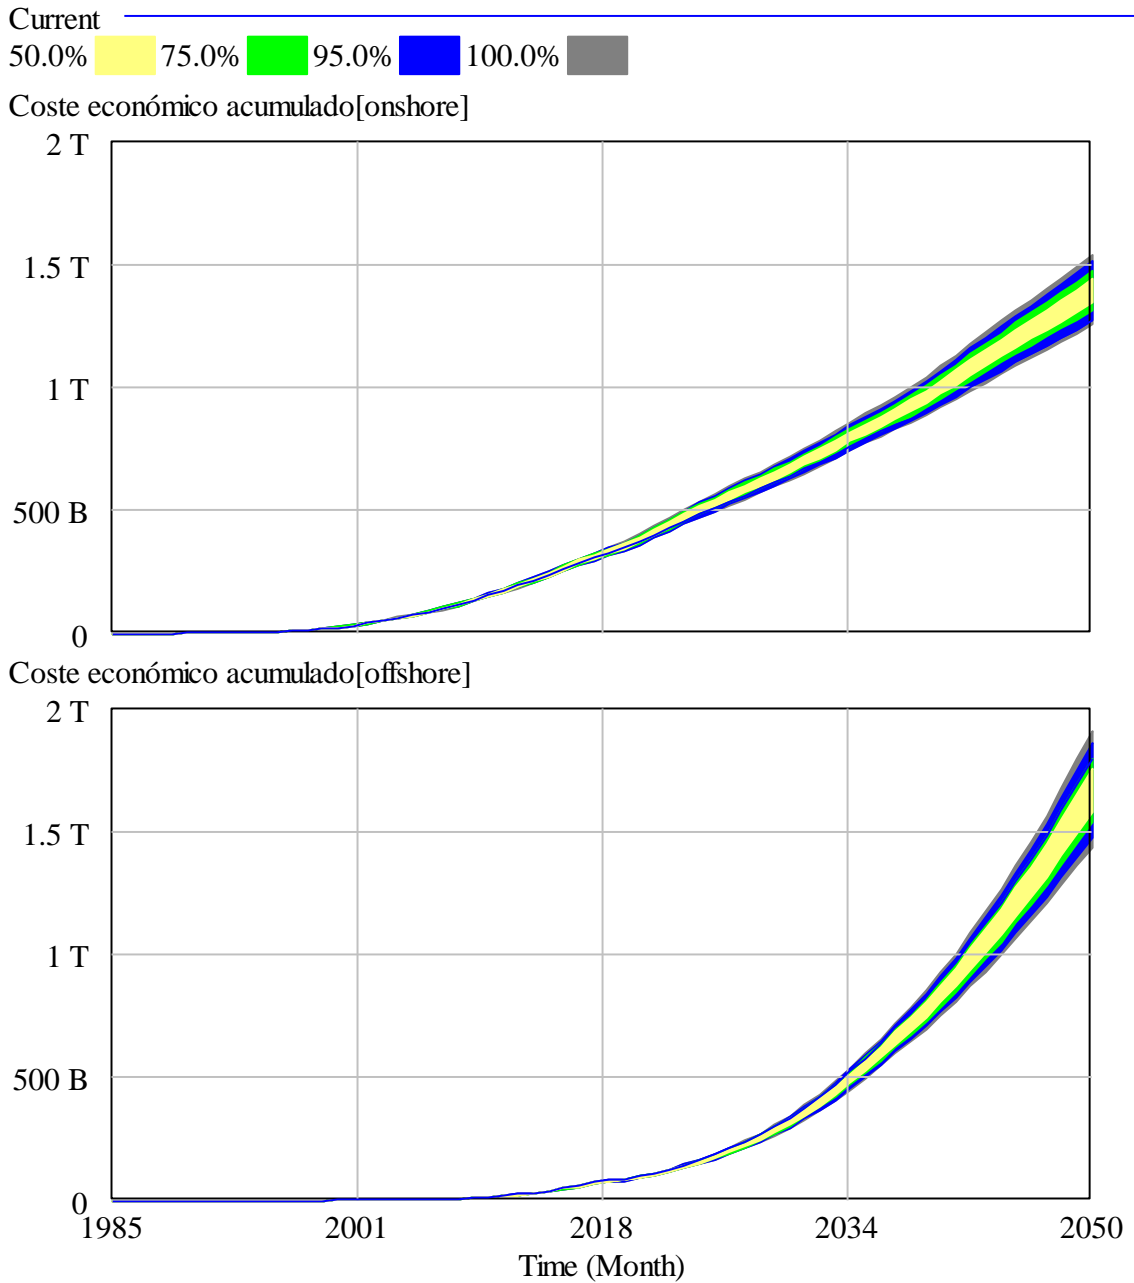 Current
50.0% 75.0% 95.0% 100.0%
Coste económico acumulado[onshore]
2 T
1.5 T
1 T
500 B
0
Coste económico acumulado[offshore]
2 T
1.5 T
1 T
500 B
0
1985 2001 2018 2034 2050
Time (Month)